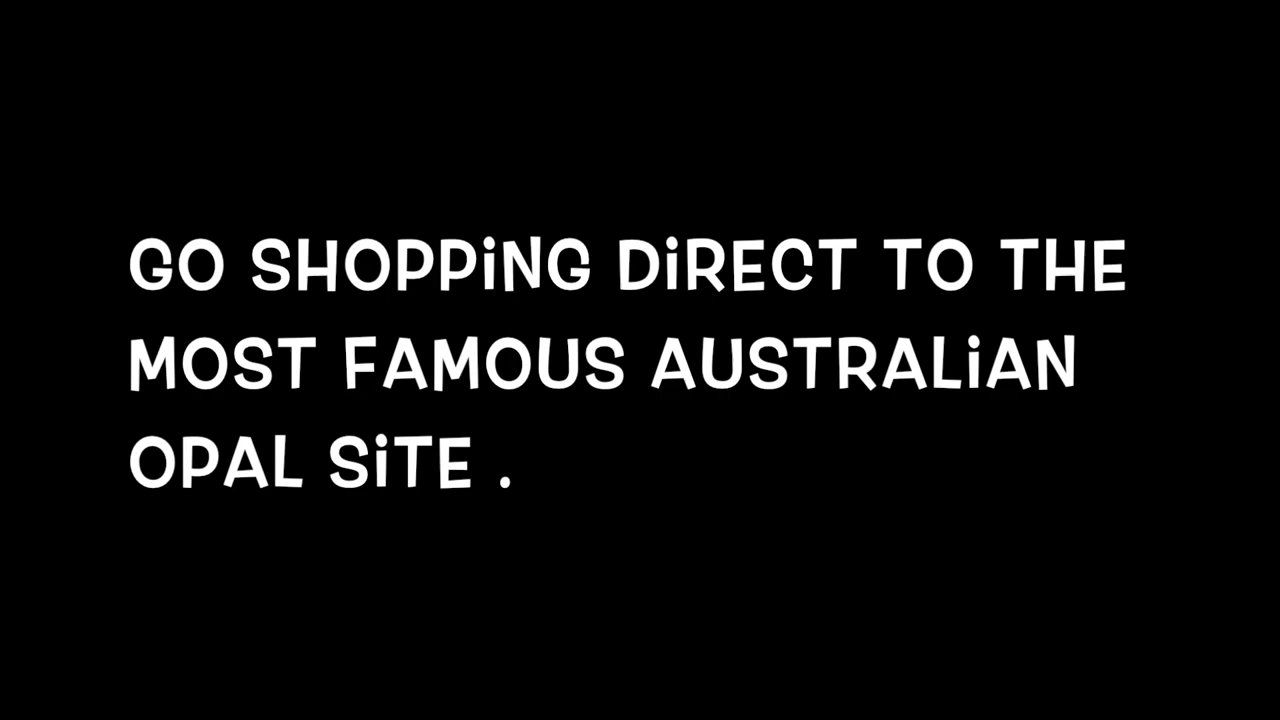 GO SHOPPiNG DiRECT TO THE
MOST FAMOUS AUSTRALiAN
OPAL SiTE .